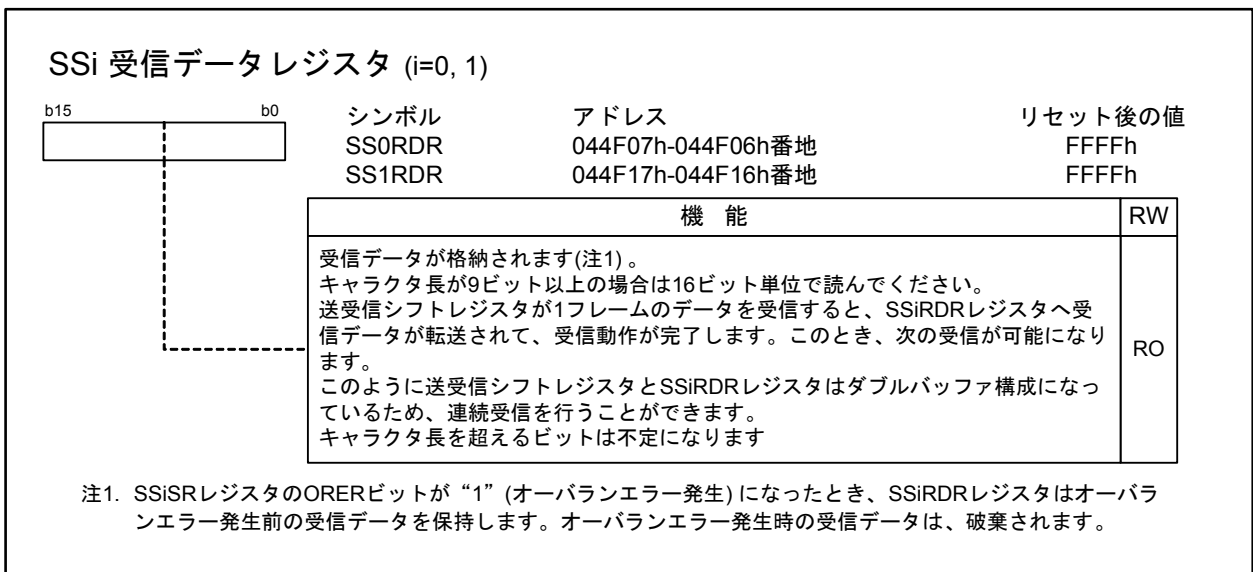 SSi 受信データレジスタ (i=0, 1)
b15 b0 シンボル アドレス リセット後の値
SS0RDR 044F07h-044F06h番地 FFFFh
SS1RDR 044F17h-044F16h番地 FFFFh
機 能 RW
受信データが格納されます(注1) 。
キャラクタ長が9ビット以上の場合は16ビット単位で読んでください。
送受信シフトレジスタが1フレームのデータを受信すると、SSiRDRレジスタへ受
信データが転送されて、受信動作が完了します。このとき、次の受信が可能になり
ます。
このように送受信シフトレジスタとSSiRDRレジスタはダブルバッファ構成になっ
ているため、連続受信を行うことができます。
キャラクタ長を超えるビットは不定になります
RO
注1. SSiSRレジスタのORERビットが“1”(オーバランエラー発生) になったとき、SSiRDRレジスタはオーバラ
ンエラー発生前の受信データを保持します。オーバランエラー発生時の受信データは、破棄されます。